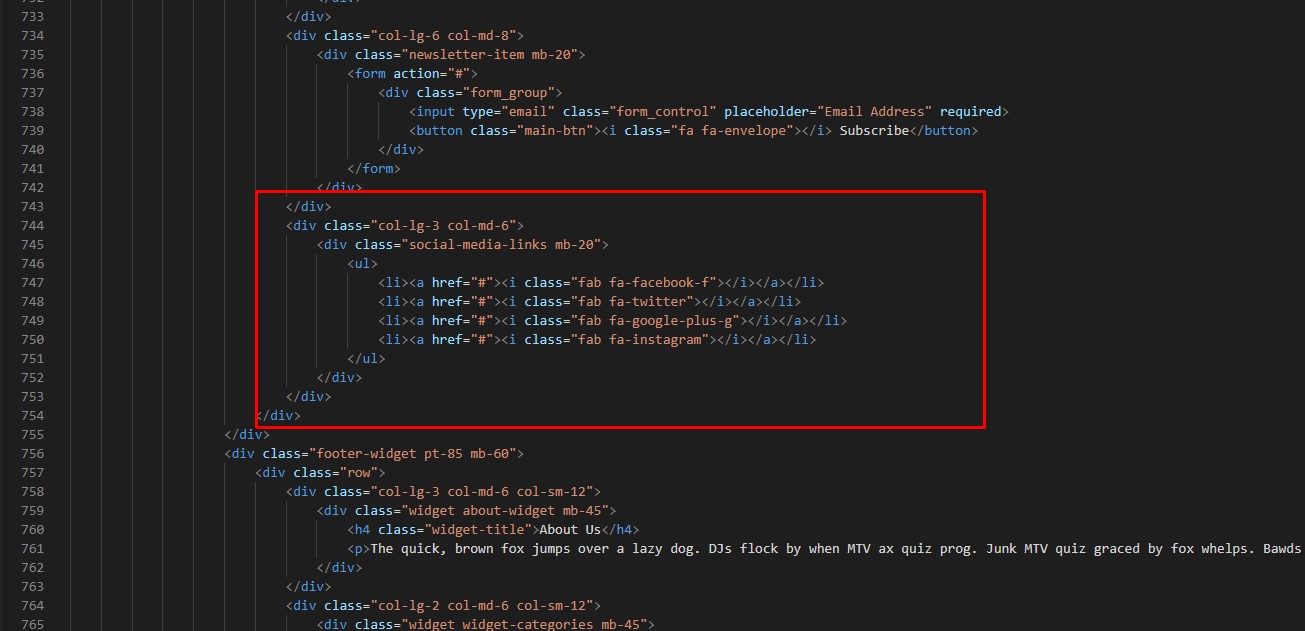 732 </div>
733 </div>
734 <div class="col-lg-6 col-md-8">
735 <div class="newsletter-item mb-20">
736 <form action="#">
737 <div class="form_group">
738 <input type="email" class="form_control" placeholder="Email Address" required>
739 <button class="main-btn"><i class="fa fa-envelope"></i> Subscribe</button>
740 </div>
741 </form>
742 </div>
743 </div>
744 <div class="col-lg-3 col-md-6">
745 <div class="social-media-links mb-20">
746 <ul>
747 <li><a href="#"><i class="fab fa-facebook-f"></i></a></li>
748 <li><a href="#"><i class="fab fa-twitter"></i></a></li>
749 <li><a href="#"><i class="fab fa-google-plus-g"></i></a></li>
750 <li><a href="#"><i class="fab fa-instagram"></i></a></li>
751 </ul>
752 </div>
753 </div>
754 </div>
755 </div>
756 <div class="footer-widget pt-85 mb-60">
757 <div class="row">
758 <div class="col-lg-3 col-md-6 col-sm-12">
759 <div class="widget about-widget mb-45">
760 <h4 class="widget-title">About Us</h4>
761 <p>The quick, brown fox jumps over a lazy dog. DJs flock by when MTV ax quiz prog. Junk MTV quiz graced by fox whelps. Bawds
762 </div>
763 </div>
764 <div class="col-lg-2 col-md-6 col-sm-12">
765 <div class="widget widget-categories mb-45">